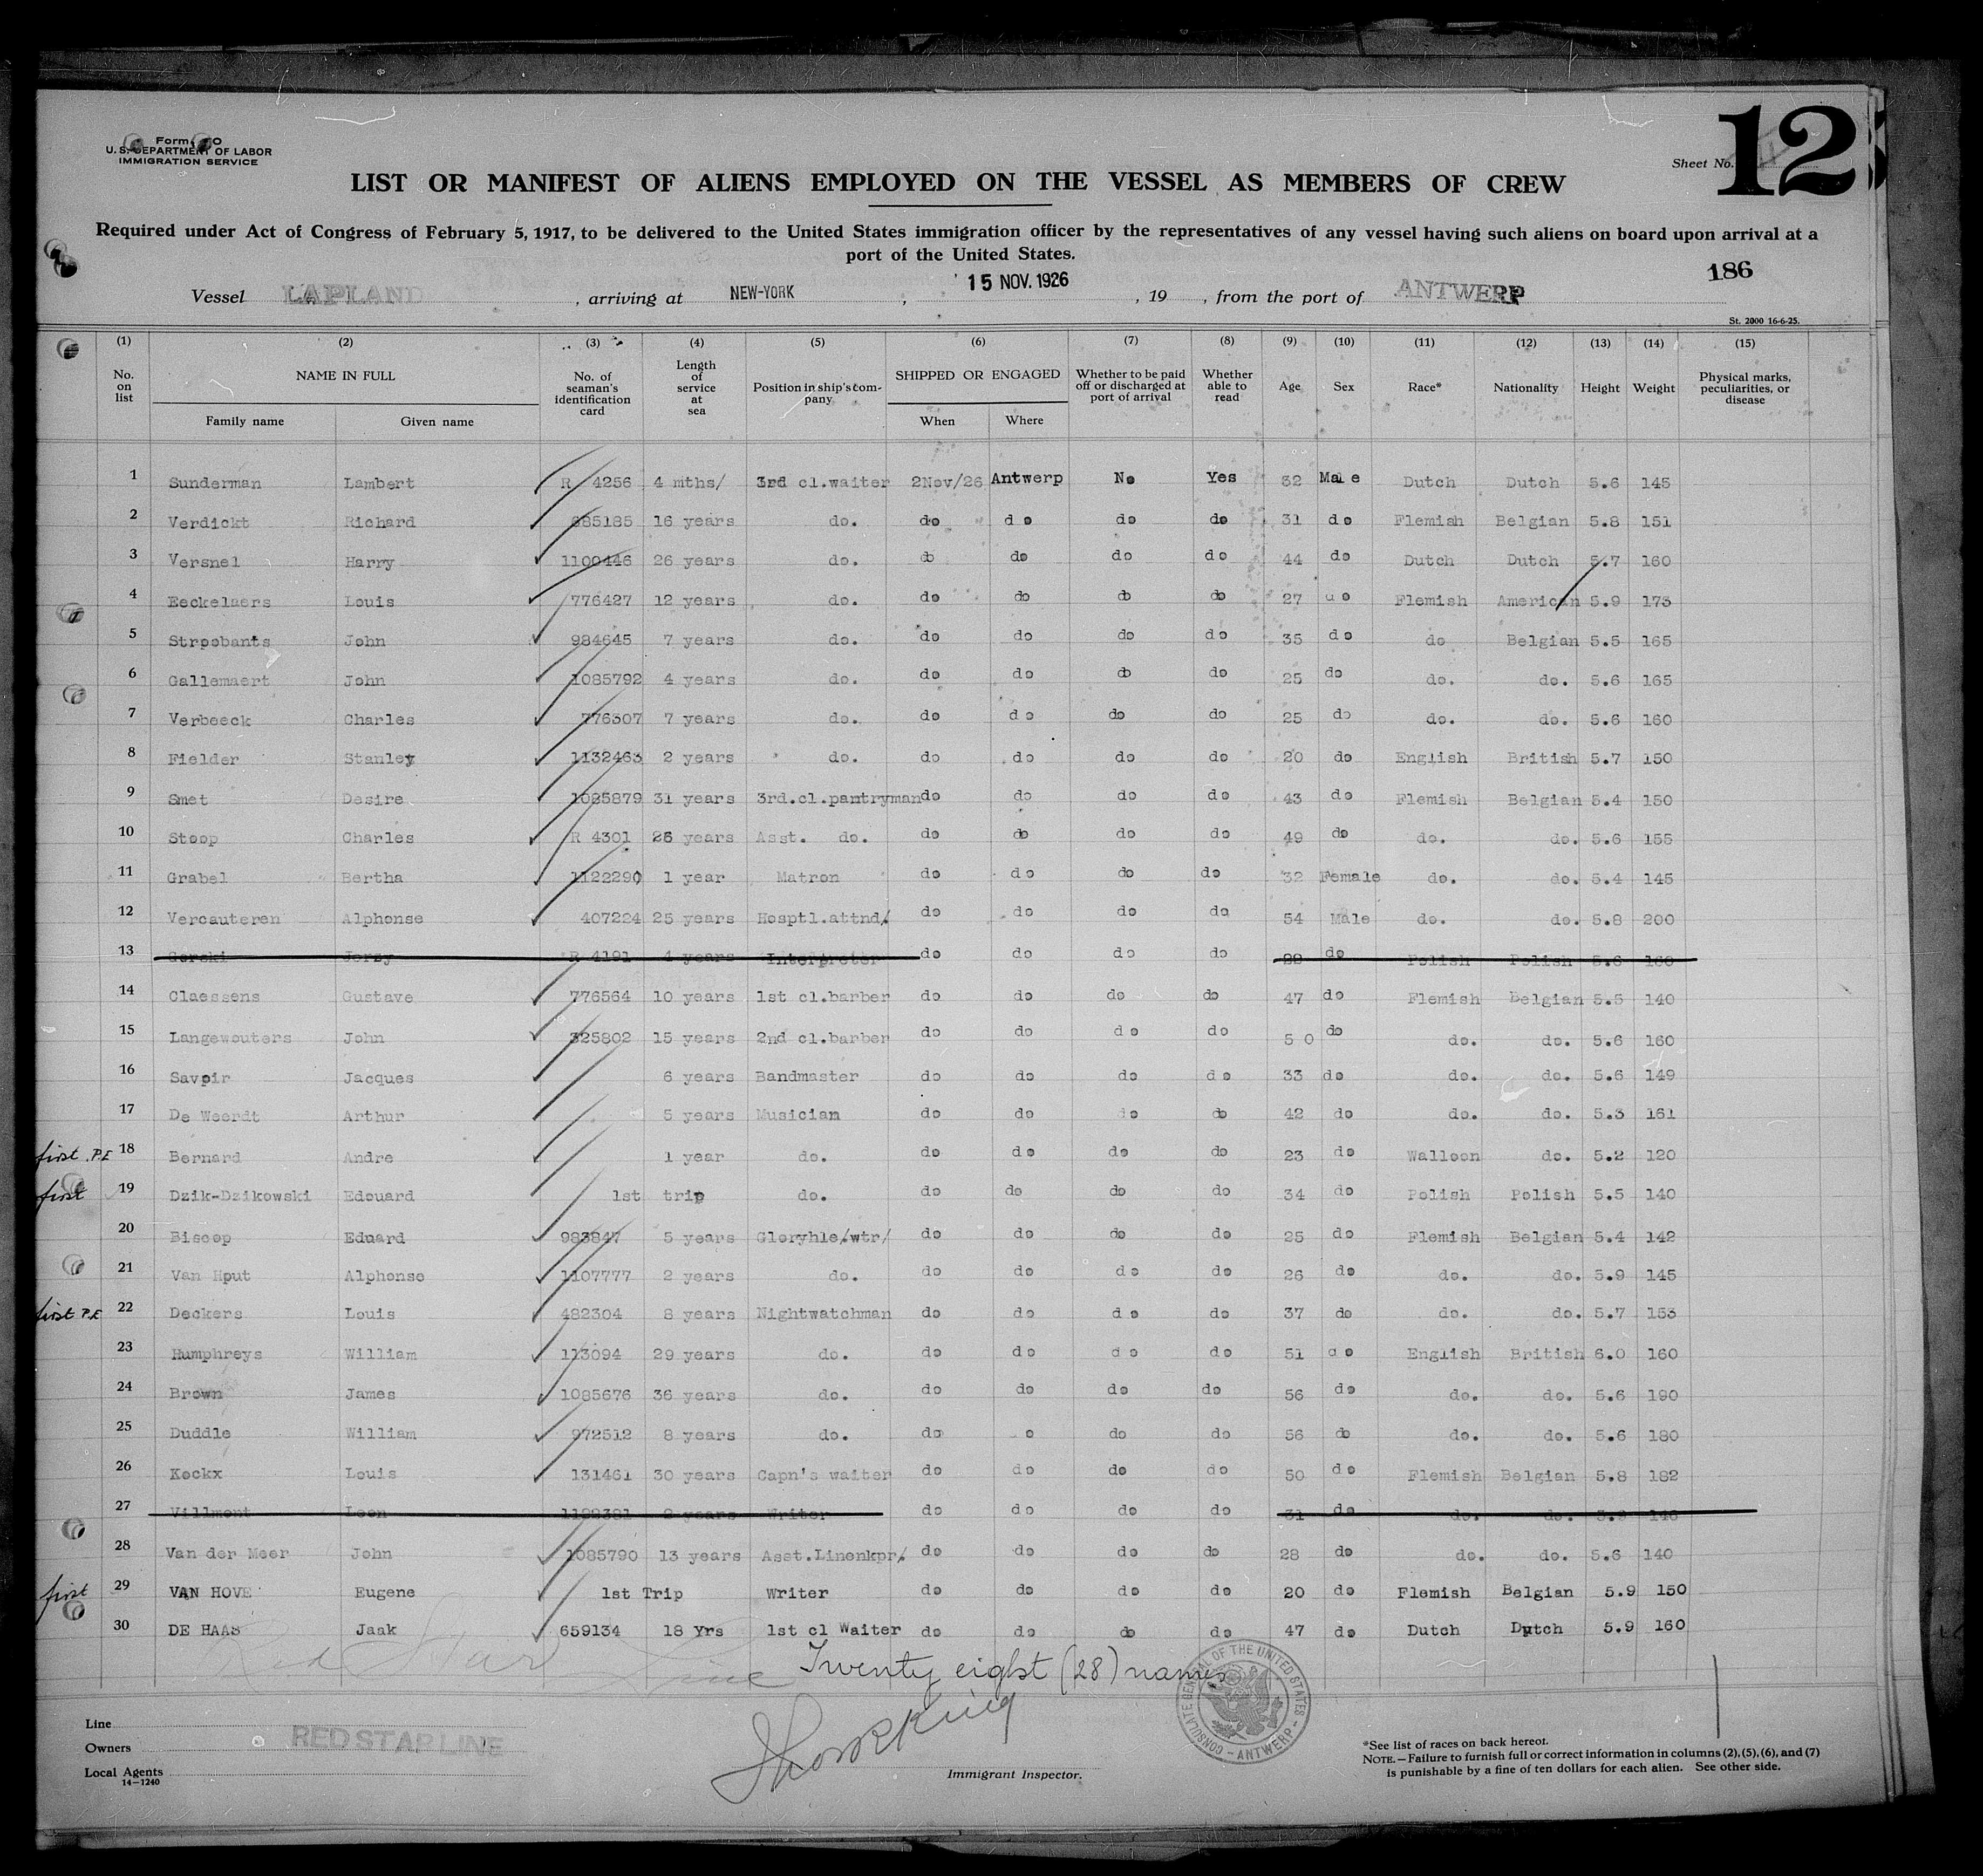 Form
U. S. DEPARTMENT OF LABOR
IMMIGRATION SERVICE
Sheet No.
12
LIST OR MANIFEST OF ALIENS EMPLOYED ON THE VESSEL AS MEMBERS OF CREW
Required under Act of Congress of February 5, 1917, to be delivered to the United States immigration officer by the representatives of any vessel having such aliens on board upon arrival at a
port of the United States.
186
Vessel LAPLAND, arriving at NEW-YORK, 15 NOV. 1926, 19 , from the port of ANTWERP
St. 2000 16-6-25.
(1) (2) (3) (4) (5) (6) (7) (8) (9) (10) (11) (12) (13) (14) (15)
No. on list NAME IN FULL No. of seaman's identification card Length of service at sea Position in ship's company SHIPPED OR ENGAGED Whether to be paid off or discharged at port of arrival Whether able to read Age Sex Race* Nationality Height Weight Physical marks, peculiarities, or disease
Family name Given name When Where
1 Sunderman Lambert R 4256 4 mths/ 3rd cl.waiter 2Nov/26 Antwerp No Yes 32 Male Dutch Dutch 5.6 145
2 Verdickt Richard 885185 16 years do. do do do do 31 do Flemish Belgian 5.8 151
3 Versnel Harry 1100446 26 years do. do do do do 44 do Dutch Dutch 5.7 160
4 Eeckelaers Louis 776427 12 years do. do do do do 27 do Flemish American 5.9 173
5 Stroobants John 984645 7 years do. do do do do 35 do do Belgian 5.5 165
6 Gallemaert John 1085792 4 years do. do do do do 25 do do. do. 5.6 165
7 Verbeeck Charles 776307 7 years do. do do do do 25 do do. do. 5.6 160
8 Fielder Stanley 1132463 2 years do. do do do do 20 do English British 5.7 150
9 Smet Desire 1085879 31 years 3rd.cl.pantryman do do do do 43 do Flemish Belgian 5.4 150
10 Stoop Charles R 4301 26 years Asst. do. do do do do 49 do do. do. 5.6 155
11 Grabel Bertha 1122290 1 year Matron do do do do 32 Female do. do. 5.4 145
12 Vercauteren Alphonse 407224 25 years Hosptl.attnd/. do do do do 54 Male do. do. 5.8 200
13 Gorski Jerzy R 4191 4 years Interpreter do do do do 28 do Polish Polish 5.6 160
14 Claessens Gustave 776564 10 years 1st cl.barber do do do do 47 do Flemish Belgian 5.5 140
15 Langewouters John 325802 15 years 2nd cl.barber do do do do 5 0 do do. do. 5.6 160
16 Savoir Jacques 6 years Bandmaster do do do do 33 do do. do. 5.6 149
17 De Weerdt Arthur 5 years Musician do do do do 42 do do. do. 5.3 161
first P.E 18 Bernard Andre 1 year do. do do do do 23 do Walloon do. 5.2 120
first 19 Dzik-Dzikowski Edouard 1st trip do. do do do do 34 do Polish Polish 5.5 140
20 Biscop Eduard 983847 5 years Gloryhle/wtr/ do do do do 25 do Flemish Belgian 5.4 142
21 Van Hout Alphonse 1107777 2 years do. do do do do 26 do do. do. 5.9 145
first P.E 22 Deckers Louis 482304 8 years Nightwatchman do do do do 37 do do. do. 5.7 153
23 Humphreys William 113094 29 years do. do do do do 51 do English British 6.0 160
24 Brown James 1085676 36 years do. do do do do 56 do do. do. 5.6 190
25 Duddle William 972512 8 years do. do o do do 56 do do. do. 5.6 180
26 Kockx Louis 131461 30 years Capn's waiter do do do do 50 do Flemish Belgian 5.8 182
27 Villmont Leon 1122381 2 years Writer do do do do 31 do do. do. 140
28 Van der Meer John 1085790 13 years Asst.Linenkpr/. do do do do 28 do do. do. 5.6 140
first 29 VAN HOVE Eugene 1st Trip Writer do do do do 20 do Flemish Belgian 5.9 150
30 DE HAAS Jaak 659134 18 Yrs 1st cl Waiter do do do do 47 do Dutch Dutch 5.9 160
Red Star Line
Twenty eight (28) names
CONSULATE GENERAL OF THE UNITED STATES - ANTWERP -
Line
Owners RED STAR LINE
Local Agents
14-1240
Immigrant Inspector.
*See list of races on back hereof.
NOTE.—Failure to furnish full or correct information in columns (2), (5), (6), and (7)
is punishable by a fine of ten dollars for each alien. See other side.